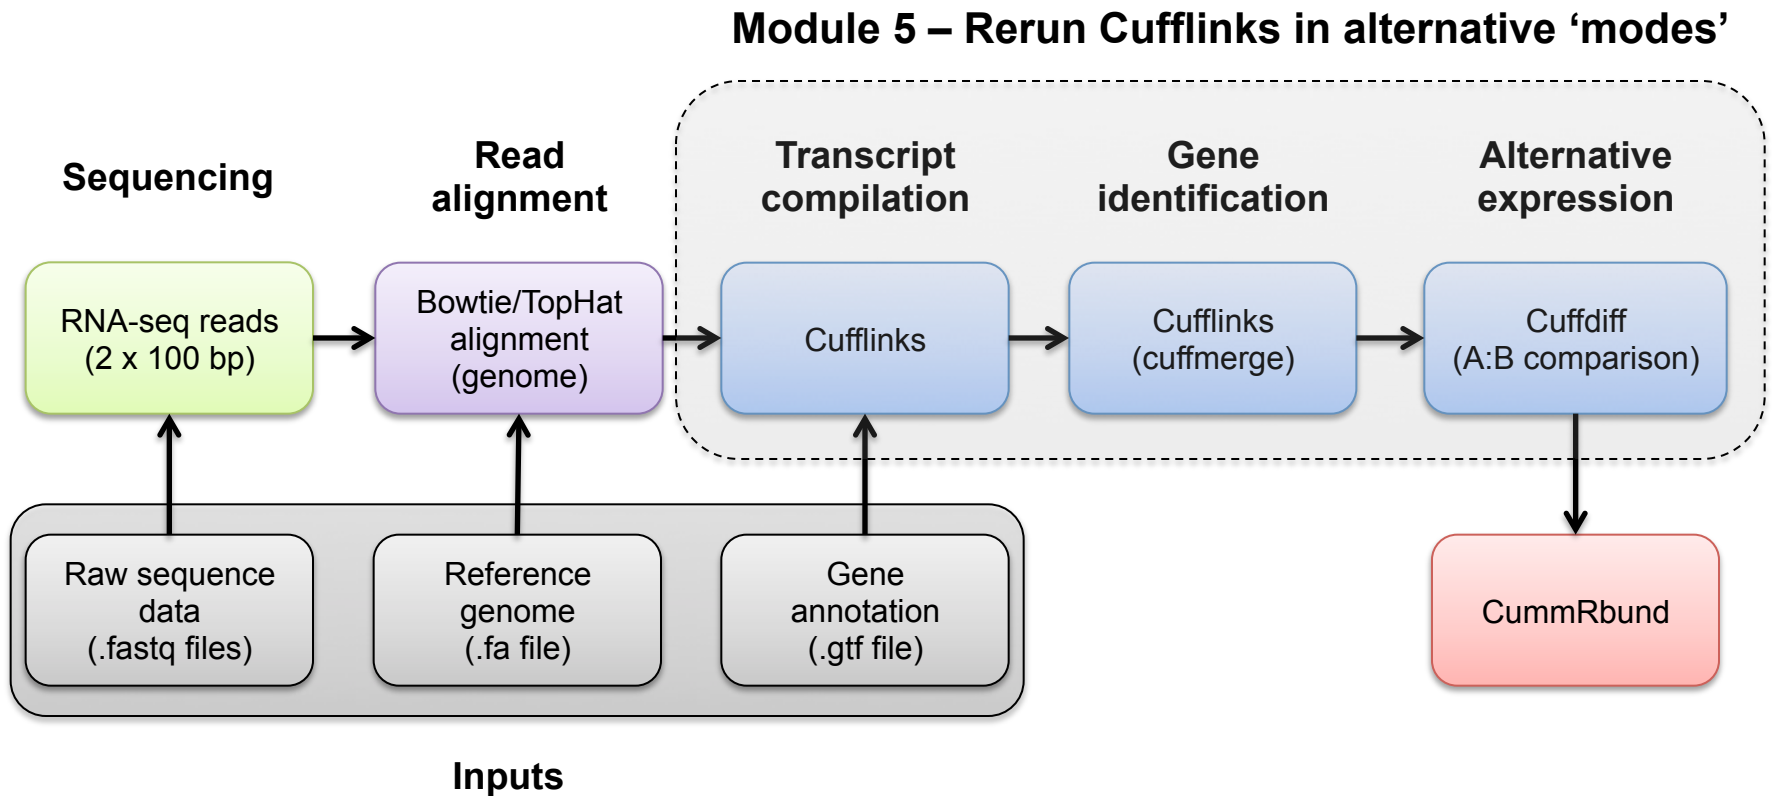 Module 5 – Rerun Cufflinks in alternative ‘modes’
Sequencing
Read
alignment
Transcript
compilation
Gene
identification
Alternative
expression
RNA-seq reads
(2 x 100 bp)
Bowtie/TopHat
alignment
(genome)
Cufflinks
Cufflinks
(cuffmerge)
Cuffdiff
(A:B comparison)
Raw sequence
data
(.fastq files)
Reference
genome
(.fa file)
Gene
annotation
(.gtf file)
CummRbund
Inputs